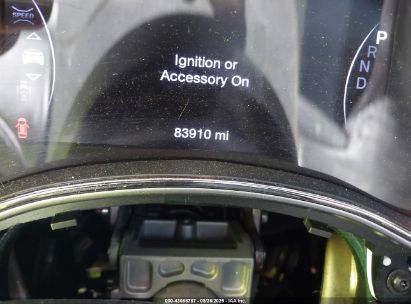 SPEED
Ignition or
Accessory On
83910 mi
P
R
N
D